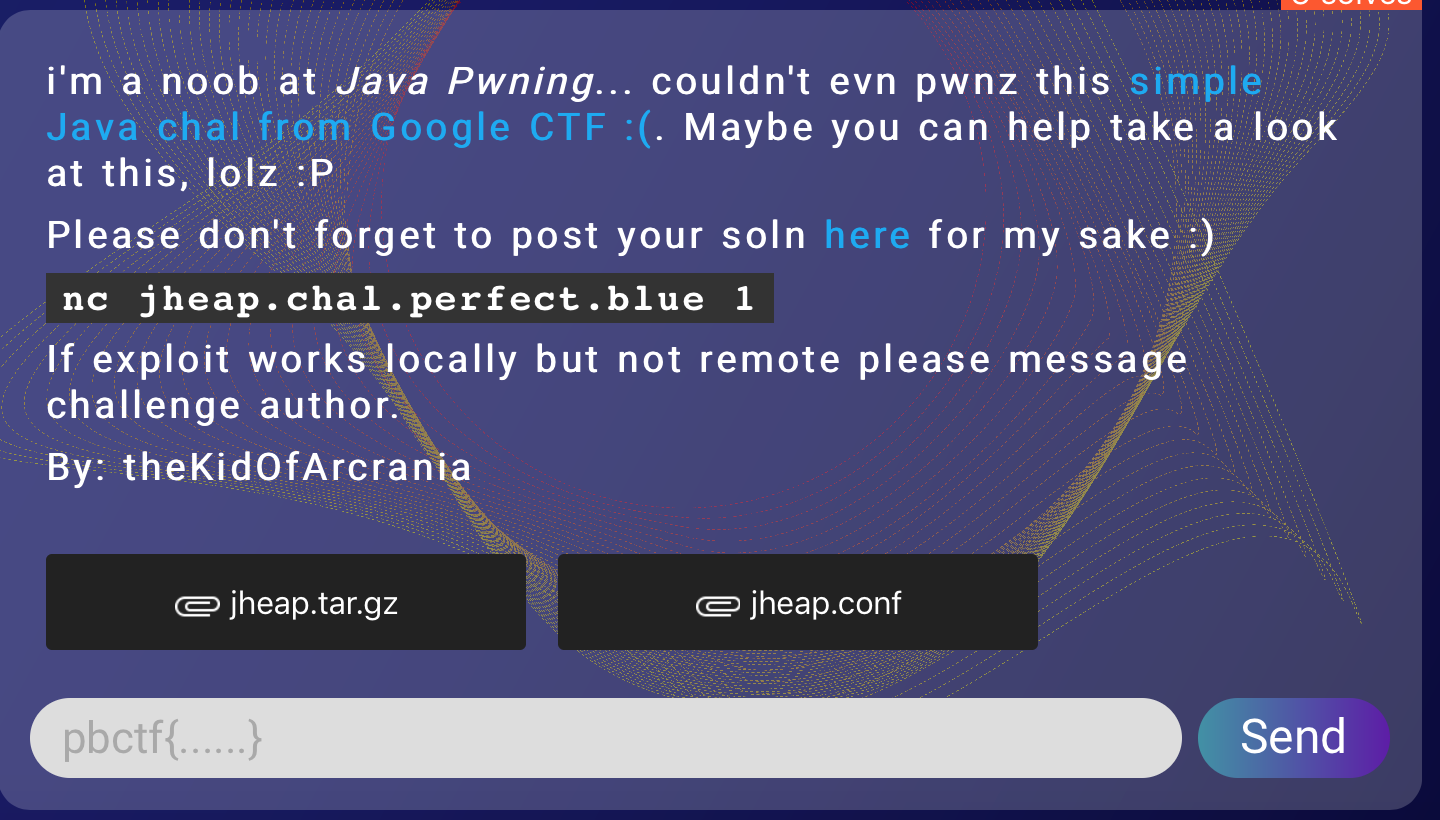 i'm a noob at Java Pwning... couldn't evn pwnz this simple
Java chal from Google CTF :(. Maybe you can help take a look
at this, lolz :P
Please don't forget to post your soln here for my sake :)
nc jheap.chal.perfect.blue 1
If exploit works locally but not remote please message
challenge author.
By: theKidOfArcrania
jheap.tar.gz
jheap.conf
pbctf{......}
Send